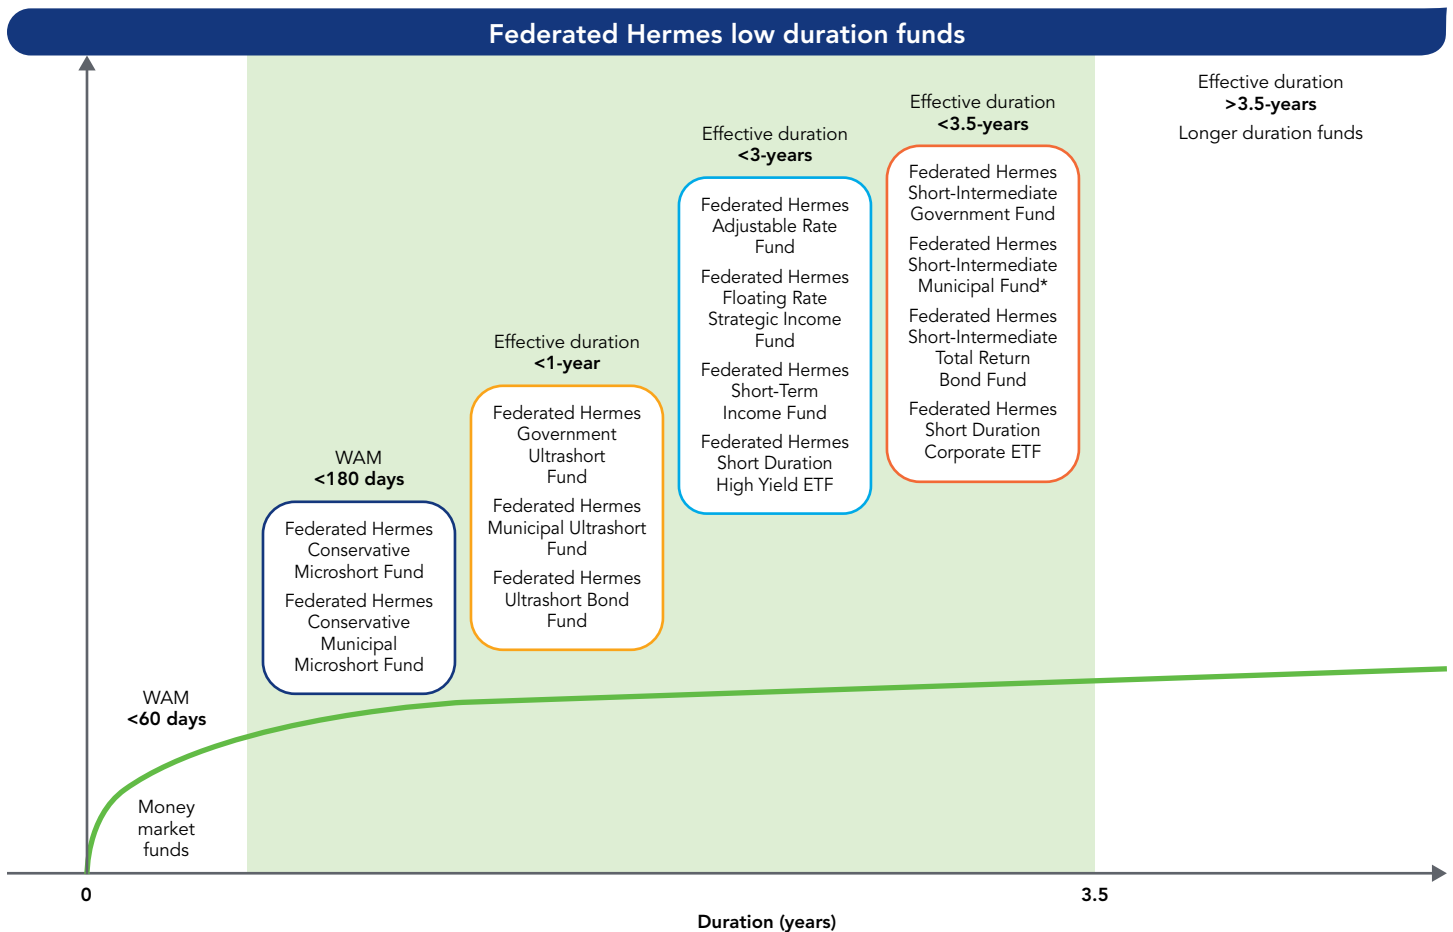 Federated Hermes low duration funds
WAM
<60 days
Money
market
funds
WAM
<180 days
Federated Hermes
Conservative
Microshort Fund
Federated Hermes
Conservative
Municipal
Microshort Fund
Effective duration
<1-year
Federated Hermes
Government
Ultrashort
Fund
Federated Hermes
Municipal Ultrashort
Fund
Federated Hermes
Ultrashort Bond
Fund
Effective duration
<3-years
Federated Hermes
Adjustable Rate
Fund
Federated Hermes
Floating Rate
Strategic Income
Fund
Federated Hermes
Short-Term
Income Fund
Federated Hermes
Short Duration
High Yield ETF
Effective duration
<3.5-years
Federated Hermes
Short-Intermediate
Government Fund
Federated Hermes
Short-Intermediate
Municipal Fund*
Federated Hermes
Short-Intermediate
Total Return
Bond Fund
Federated Hermes
Short Duration
Corporate ETF
Effective duration
>3.5-years
Longer duration funds
0
3.5
Duration (years)